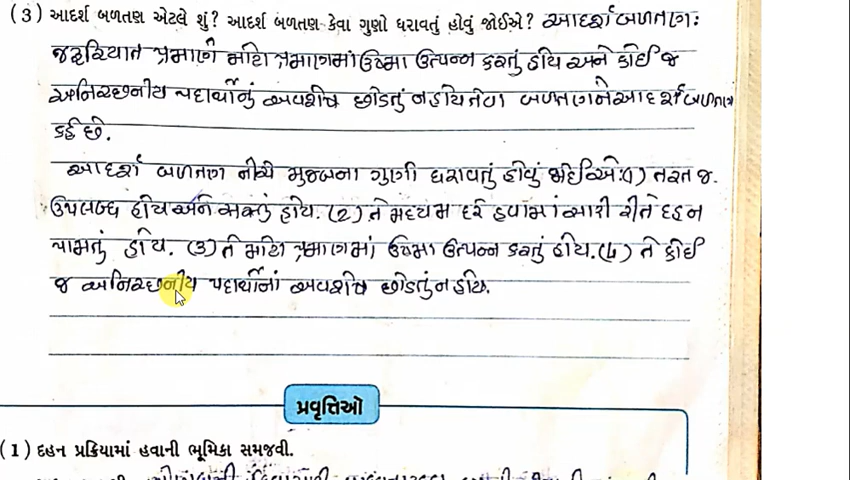 (3) આદર્શ બળતણ એટલે શું? આદર્શ બળતણ કેવા ગુણો ધરાવતું હોવું જોઈએ? આદર્શ બળતણ:
જરૂરિયાત પ્રમાણે મોટા પ્રમાણમાં ઉષ્મા ઉત્પન્ન કરતું હોય અને કોઈ જ
અનિચ્છનીય પદાર્થોનું અવશેષ છોડતું ન હોય તેવા બળતણને આદર્શ બળતણ
કહે છે.
આદર્શ બળતણ નીચે મુજબના ગુણો ધરાવતું હોવું જોઈએ: (1) તરત જ
ઉપલબ્ધ હોય અને સસ્તું હોય. (2) તે મધ્યમ દરે હવામાં સારી રીતે દહન
પામતું હોય. (3) તે મોટા પ્રમાણમાં ઉષ્મા ઉત્પન્ન કરતું હોય. (4) તે કોઈ
જ અનિચ્છનીય પદાર્થોનાં અવશેષ છોડતું ન હોય.
પ્રવૃત્તિઓ
(1) દહન પ્રક્રિયામાં હવાની ભૂમિકા સમજવી.